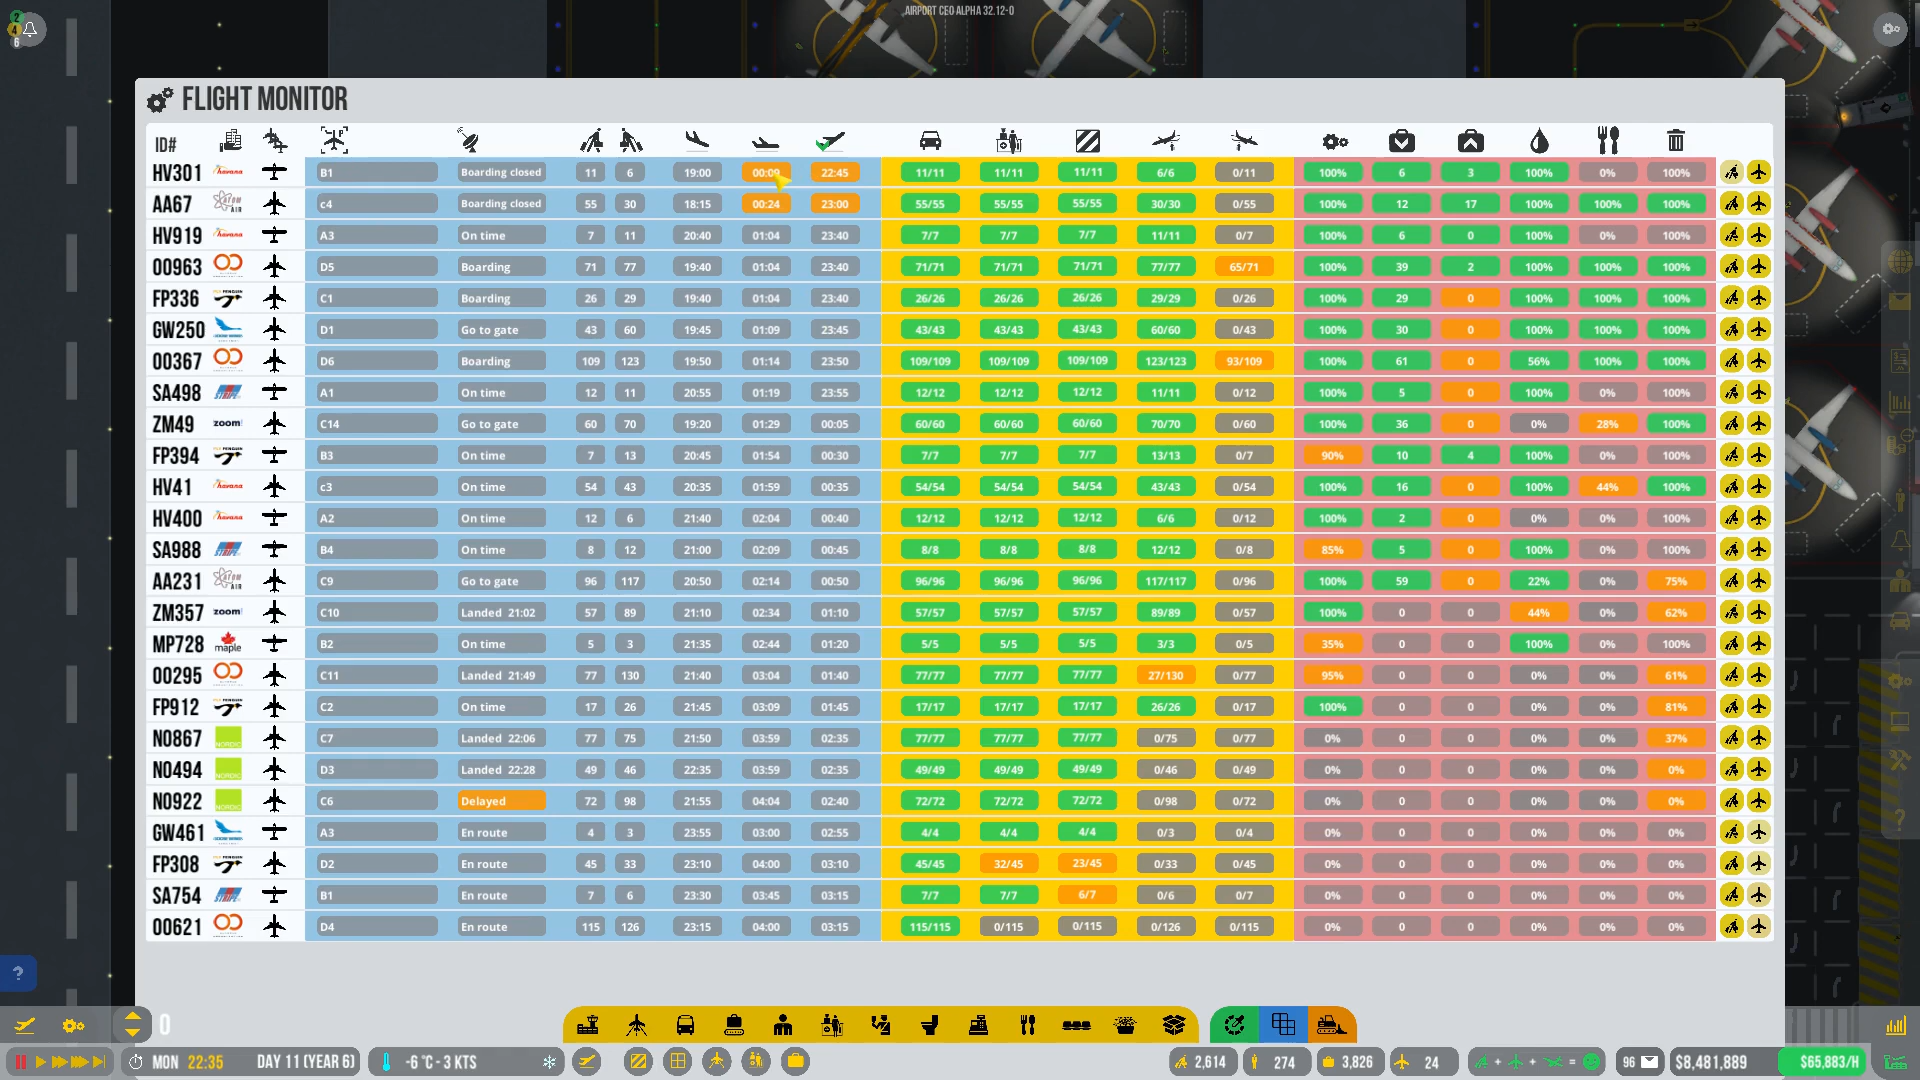 AIRPORT CEO ALPHA 32.12-0
2
4
6
FLIGHT MONITOR
ID#
HV301 havana B1 Boarding closed 11 6 19:00 00:09 22:45 11/11 11/11 11/11 6/6 0/11 100% 6 3 100% 0% 100%
AA67 ATOM AIR c4 Boarding closed 55 30 18:15 00:24 23:00 55/55 55/55 55/55 30/30 0/55 100% 12 17 100% 100% 100%
HV919 havana A3 On time 7 11 20:40 01:04 23:40 7/7 7/7 7/7 11/11 0/7 100% 6 0 100% 0% 100%
OO963 D5 Boarding 71 77 19:40 01:04 23:40 71/71 71/71 71/71 77/77 65/71 100% 39 2 100% 100% 100%
FP336 C1 Boarding 26 29 19:40 01:04 23:40 26/26 26/26 26/26 29/29 0/26 100% 29 0 100% 100% 100%
GW250 D1 Go to gate 43 60 19:45 01:09 23:45 43/43 43/43 43/43 60/60 0/43 100% 30 0 100% 100% 100%
OO367 D6 Boarding 109 123 19:50 01:14 23:50 109/109 109/109 109/109 123/123 93/109 100% 61 0 56% 100% 100%
SA498 STRIPE A1 On time 12 11 20:55 01:19 23:55 12/12 12/12 12/12 11/11 0/12 100% 5 0 100% 0% 100%
ZM49 zoom! C14 Go to gate 60 70 19:20 01:29 00:05 60/60 60/60 60/60 70/70 0/60 100% 36 0 0% 28% 100%
FP394 B3 On time 7 13 20:45 01:54 00:30 7/7 7/7 7/7 13/13 0/7 90% 10 4 100% 0% 100%
HV41 havana c3 On time 54 43 20:35 01:59 00:35 54/54 54/54 54/54 43/43 0/54 100% 16 0 100% 44% 100%
HV400 havana A2 On time 12 6 21:40 02:04 00:40 12/12 12/12 12/12 6/6 0/12 100% 2 0 0% 0% 100%
SA988 STRIPE B4 On time 8 12 21:00 02:09 00:45 8/8 8/8 8/8 12/12 0/8 85% 5 0 100% 0% 100%
AA231 ATOM AIR C9 Go to gate 96 117 20:50 02:14 00:50 96/96 96/96 96/96 117/117 0/96 100% 59 0 22% 0% 75%
ZM357 zoom! C10 Landed 21:02 57 89 21:10 02:34 01:10 57/57 57/57 57/57 89/89 0/57 100% 0 0 44% 0% 62%
MP728 maple B2 On time 5 3 21:35 02:44 01:20 5/5 5/5 5/5 3/3 0/5 35% 0 0 100% 0% 100%
OO295 C11 Landed 21:49 77 130 21:40 03:04 01:40 77/77 77/77 77/77 27/130 0/77 95% 0 0 0% 0% 61%
FP912 C2 On time 17 26 21:45 03:09 01:45 17/17 17/17 17/17 26/26 0/17 100% 0 0 0% 0% 81%
NO867 NORDIC C7 Landed 22:06 77 75 21:50 03:59 02:35 77/77 77/77 77/77 0/75 0/77 0% 0 0 0% 0% 37%
NO494 NORDIC D3 Landed 22:28 49 46 22:35 03:59 02:35 49/49 49/49 49/49 0/46 0/49 0% 0 0 0% 0% 0%
NO922 NORDIC C6 Delayed 72 98 21:55 04:04 02:40 72/72 72/72 72/72 0/98 0/72 0% 0 0 0% 0% 0%
GW461 A3 En route 4 3 23:55 03:00 02:55 4/4 4/4 4/4 0/3 0/4 0% 0 0 0% 0% 0%
FP308 D2 En route 45 33 23:10 04:00 03:10 45/45 32/45 23/45 0/33 0/45 0% 0 0 0% 0% 0%
SA754 STRIPE B1 En route 7 6 23:30 03:45 03:15 7/7 7/7 6/7 0/6 0/7 0% 0 0 0% 0% 0%
OO621 D4 En route 115 126 23:15 04:00 03:15 115/115 0/115 0/115 0/126 0/115 0% 0 0 0% 0% 0%
?
0
MON 22:35 DAY 11 (YEAR 6) -6 °C - 3 KTS 2,614 274 3,826 24 + + = 96 $8,481,889 $65,883/H